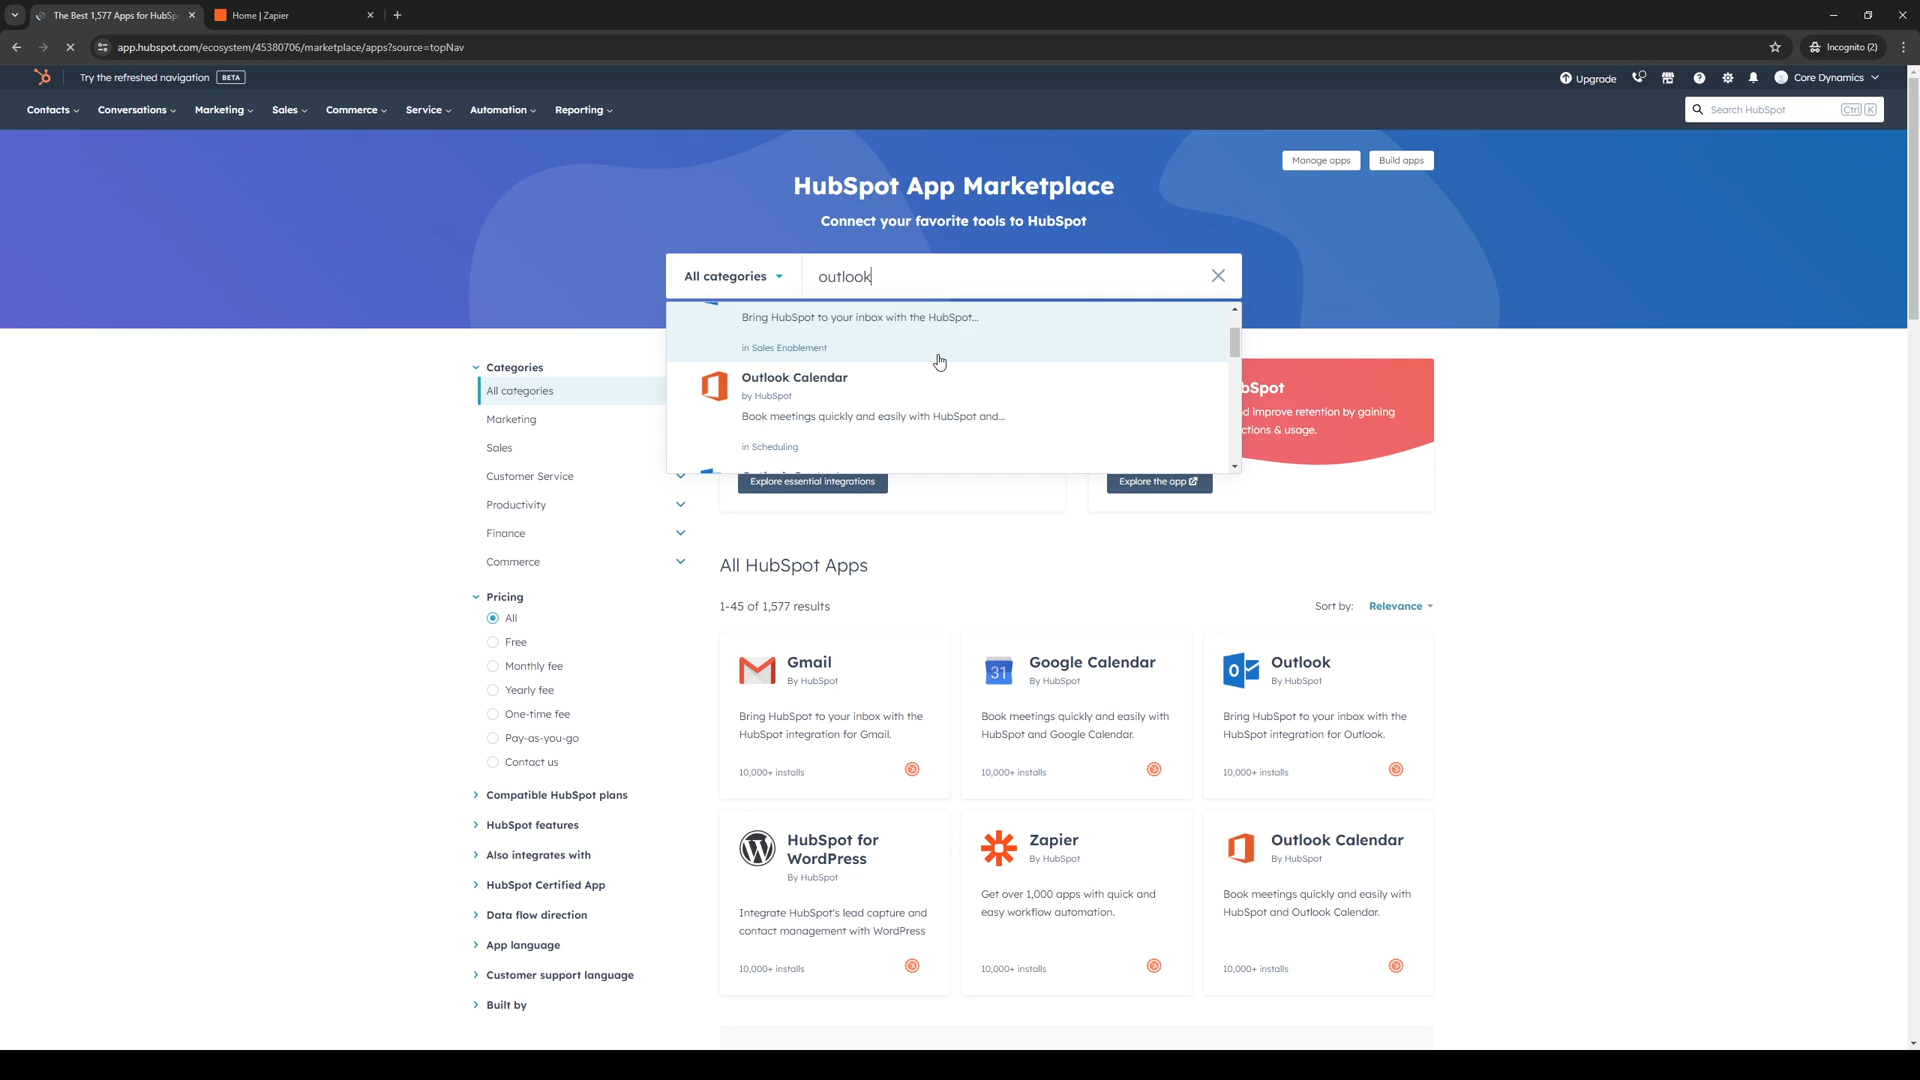 The Best 1,577 Apps for HubSp
Home | Zapier
app.hubspot.com/ecosystem/45380706/marketplace/apps?source=topNav
Incognito (2)
Try the refreshed navigation BETA
Upgrade
Core Dynamics
Contacts Conversations Marketing Sales Commerce Service Automation Reporting
Search HubSpot Ctrl K
Manage apps Build apps
HubSpot App Marketplace
Connect your favorite tools to HubSpot
All categories outlook
Bring HubSpot to your inbox with the HubSpot...
in Sales Enablement
Outlook Calendar
by HubSpot
Book meetings quickly and easily with HubSpot and...
in Scheduling
bSpot
d improve retention by gaining
ctions & usage.
Explore essential integrations
Explore the app
Categories
All categories
Marketing
Sales
Customer Service
Productivity
Finance
Commerce
Pricing
All
Free
Monthly fee
Yearly fee
One-time fee
Pay-as-you-go
Contact us
Compatible HubSpot plans
HubSpot features
Also integrates with
HubSpot Certified App
Data flow direction
App language
Customer support language
Built by
All HubSpot Apps
1-45 of 1,577 results
Sort by: Relevance
Gmail
By HubSpot
Bring HubSpot to your inbox with the
HubSpot integration for Gmail.
10,000+ installs
31
Google Calendar
By HubSpot
Book meetings quickly and easily with
HubSpot and Google Calendar.
10,000+ installs
Outlook
By HubSpot
Bring HubSpot to your inbox with the
HubSpot integration for Outlook.
10,000+ installs
HubSpot for
WordPress
By HubSpot
Integrate HubSpot's lead capture and
contact management with WordPress
10,000+ installs
Zapier
By HubSpot
Get over 1,000 apps with quick and
easy workflow automation.
10,000+ installs
Outlook Calendar
By HubSpot
Book meetings quickly and easily with
HubSpot and Outlook Calendar.
10,000+ installs